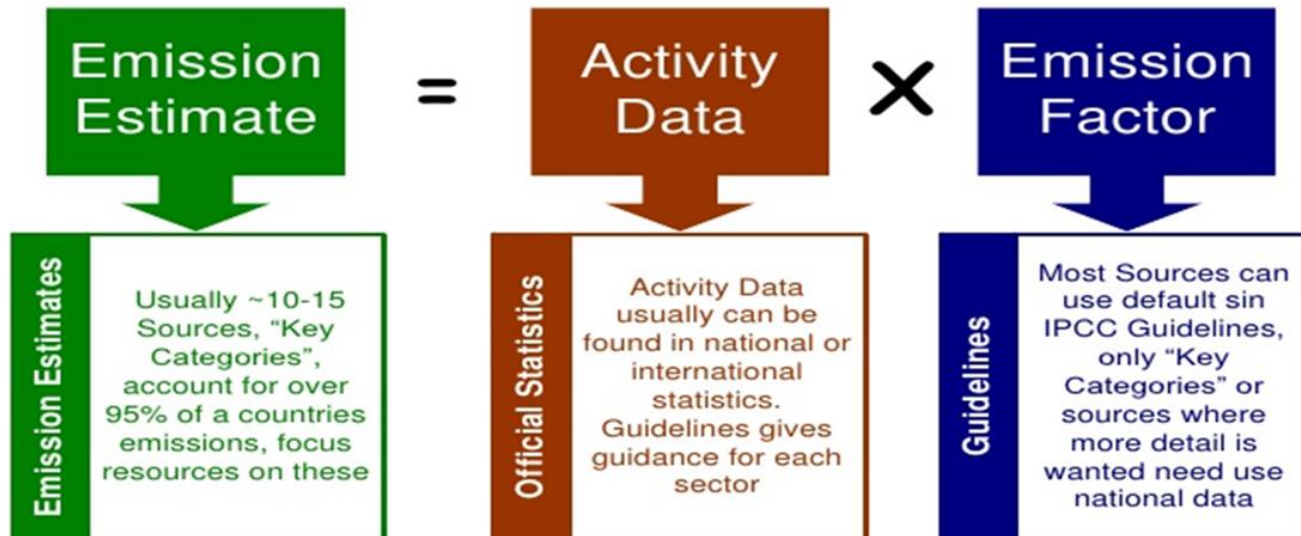 Emission
Estimate
=
Activity
Data
X
Emission
Factor
Emission Estimates
Usually ~10-15
Sources, “Key
Categories”,
account for over
95% of a countries
emissions, focus
resources on these
Official Statistics
Activity Data
usually can be
found in national or
international
statistics.
Guidelines gives
guidance for each
sector
Guidelines
Most Sources can
use default sin
IPCC Guidelines,
only “Key
Categories” or
sources where
more detail is
wanted need use
national data